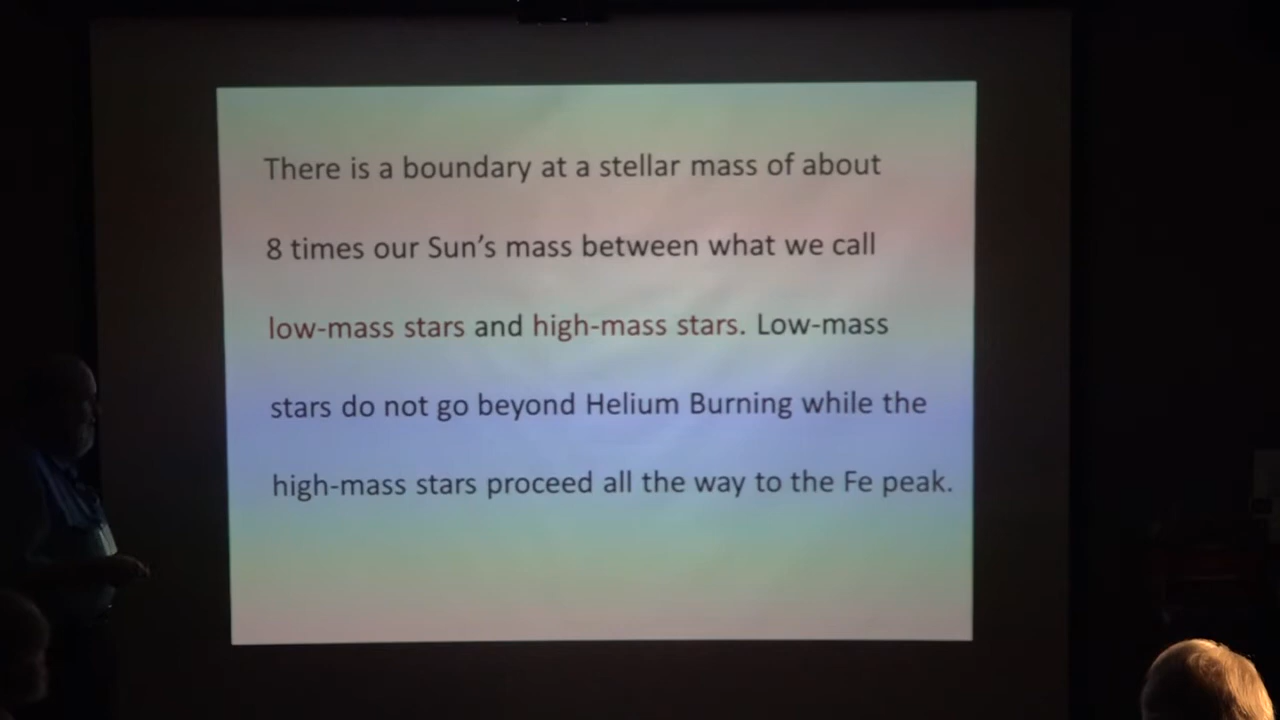 There is a boundary at a stellar mass of about
8 times our Sun’s mass between what we call
low-mass stars and high-mass stars. Low-mass
stars do not go beyond Helium Burning while the
high-mass stars proceed all the way to the Fe peak.